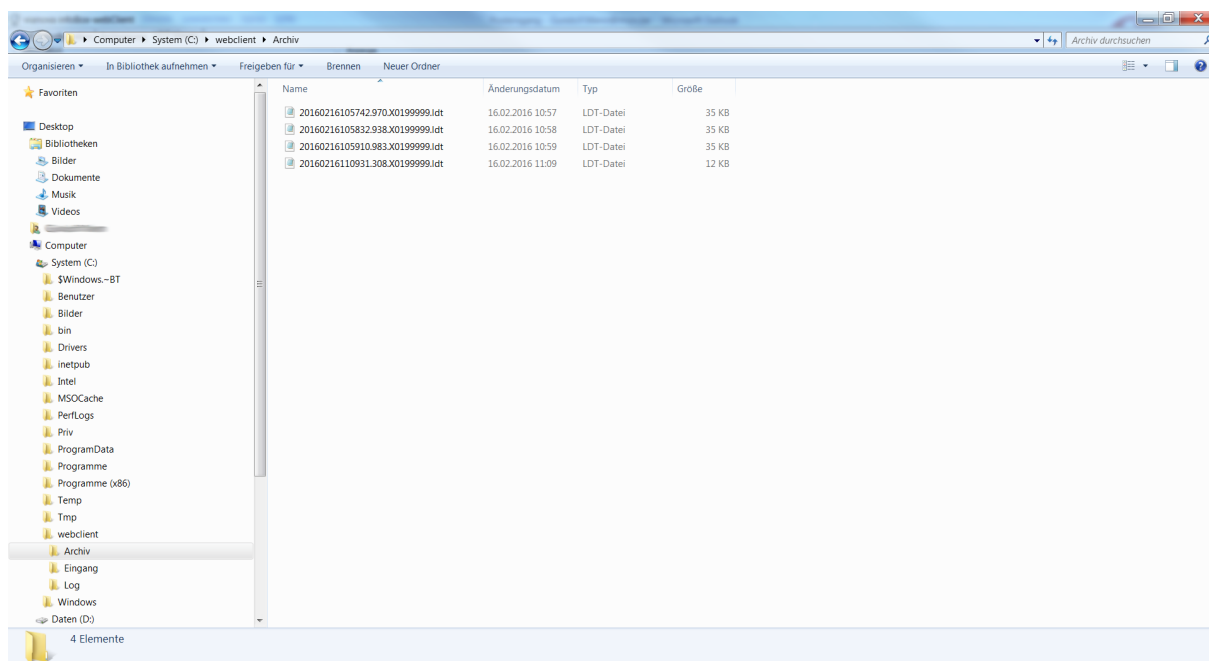 Computer ▸ System (C:) ▸ webclient ▸ Archiv
Archiv durchsuchen
Organisieren In Bibliothek aufnehmen Freigeben für Brennen Neuer Ordner
Favoriten
Name Änderungsdatum Typ Größe
20160216105742.970.X0199999.ldt 16.02.2016 10:57 LDT-Datei 35 KB
20160216105832.938.X0199999.ldt 16.02.2016 10:58 LDT-Datei 35 KB
20160216105910.983.X0199999.ldt 16.02.2016 10:59 LDT-Datei 35 KB
20160216110931.308.X0199999.ldt 16.02.2016 11:09 LDT-Datei 12 KB
Desktop
Bibliotheken
Bilder
Dokumente
Musik
Videos
Computer
System (C:)
$Windows.~BT
Benutzer
Bilder
bin
Drivers
inetpub
Intel
MSOCache
PerfLogs
Priv
ProgramData
Programme
Programme (x86)
Temp
Tmp
webclient
Archiv
Eingang
Log
Windows
Daten (D:)
4 Elemente